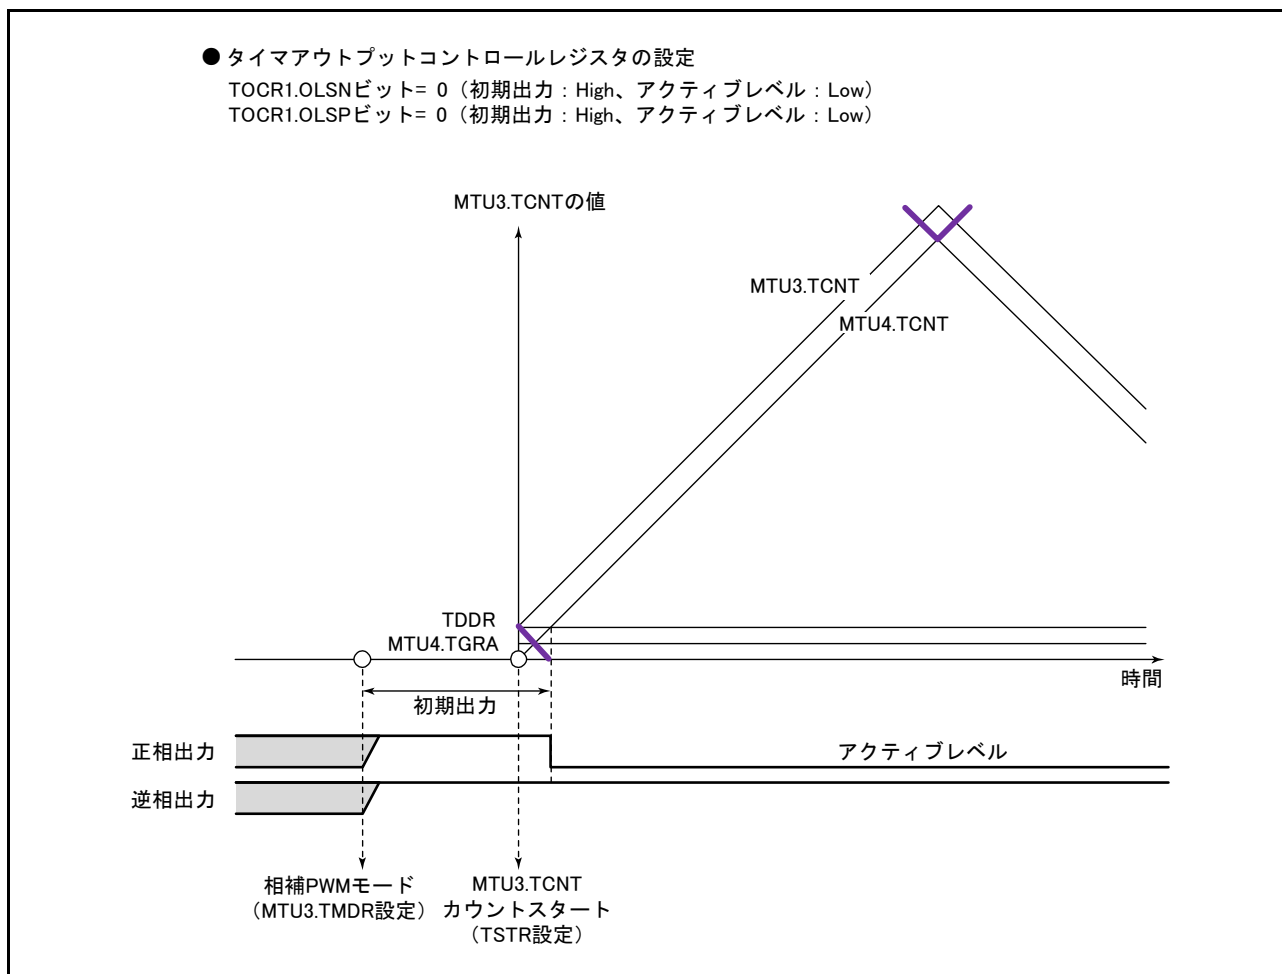 ● タイマアウトプットコントロールレジスタの設定
TOCR1.OLSNビット= 0（初期出力：High、アクティブレベル：Low）
TOCR1.OLSPビット= 0（初期出力：High、アクティブレベル：Low）
MTU3.TCNTの値
MTU3.TCNT
MTU4.TCNT
TDDR
MTU4.TGRA
時間
初期出力
正相出力
アクティブレベル
逆相出力
相補PWMモード
（MTU3.TMDR設定）
MTU3.TCNT
カウントスタート
（TSTR設定）